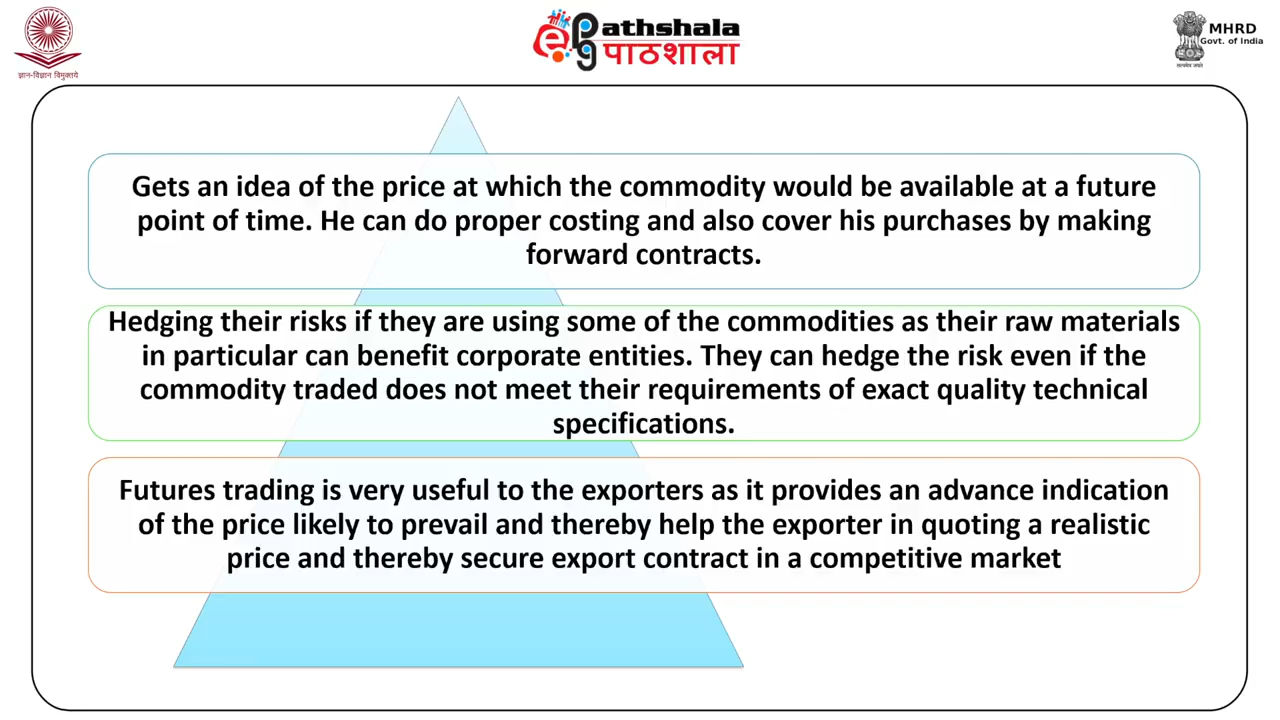 ज्ञान-विज्ञान विमुक्तये
epg Pathshala
पाठशाला
MHRD
Govt. of India
सत्यमेव जयते
Gets an idea of the price at which the commodity would be available at a future
point of time. He can do proper costing and also cover his purchases by making
forward contracts.
Hedging their risks if they are using some of the commodities as their raw materials
in particular can benefit corporate entities. They can hedge the risk even if the
commodity traded does not meet their requirements of exact quality technical
specifications.
Futures trading is very useful to the exporters as it provides an advance indication
of the price likely to prevail and thereby help the exporter in quoting a realistic
price and thereby secure export contract in a competitive market